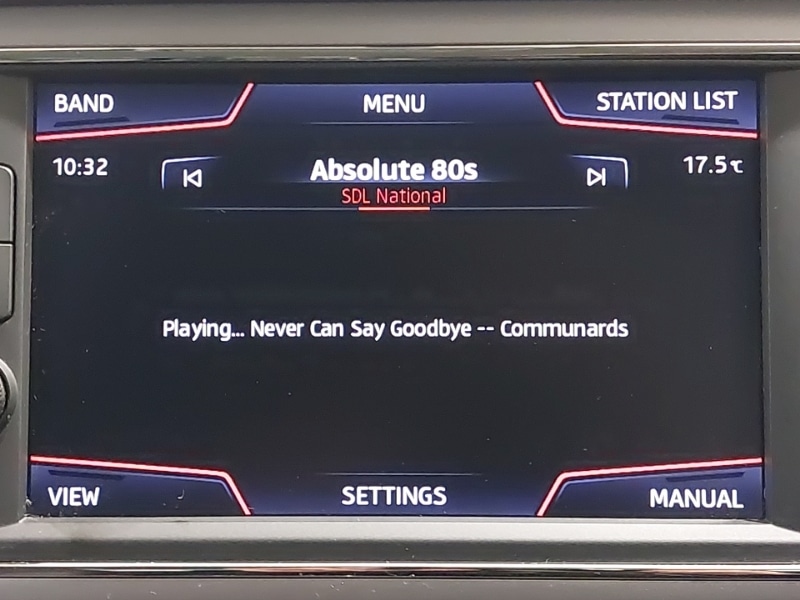 BAND MENU STATION LIST
10:32 Absolute 80s 17.5℃
SDL National
Playing... Never Can Say Goodbye -- Communards
VIEW SETTINGS MANUAL